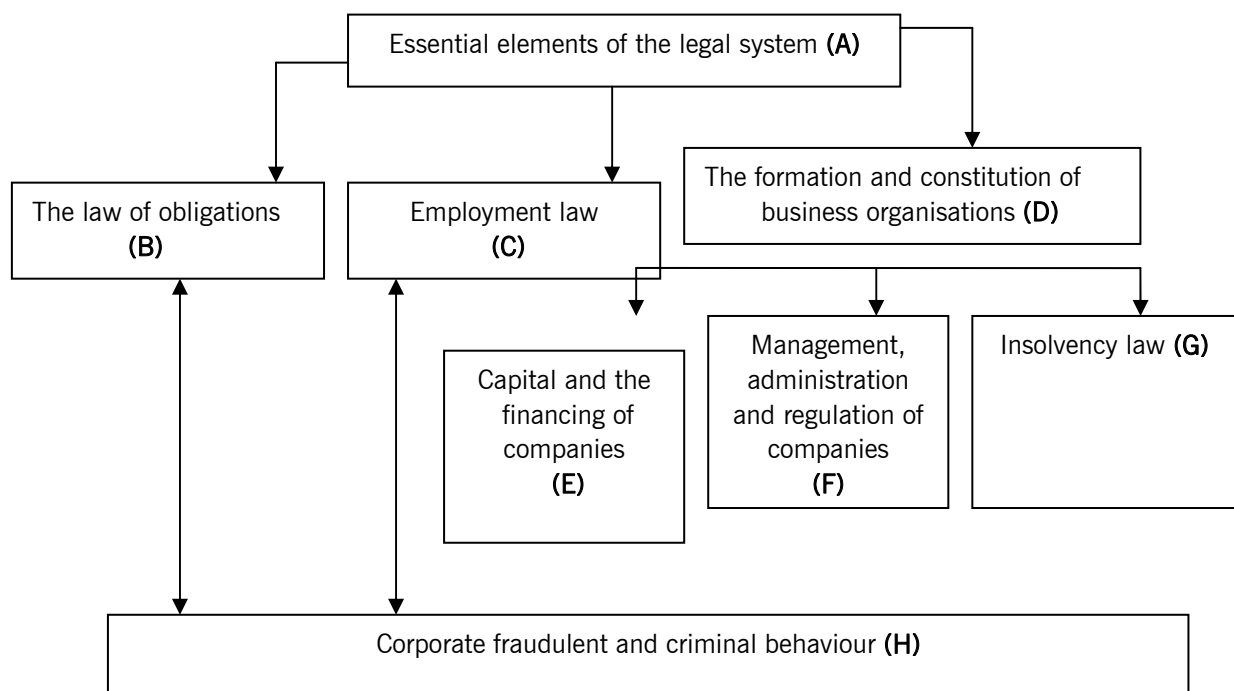 Essential elements of the legal system (A)
The law of obligations
(B)
Employment law
(C)
The formation and constitution of
business organisations (D)
Capital and the
financing of
companies
(E)
Management,
administration
and regulation of
companies
(F)
Insolvency law (G)
Corporate fraudulent and criminal behaviour (H)